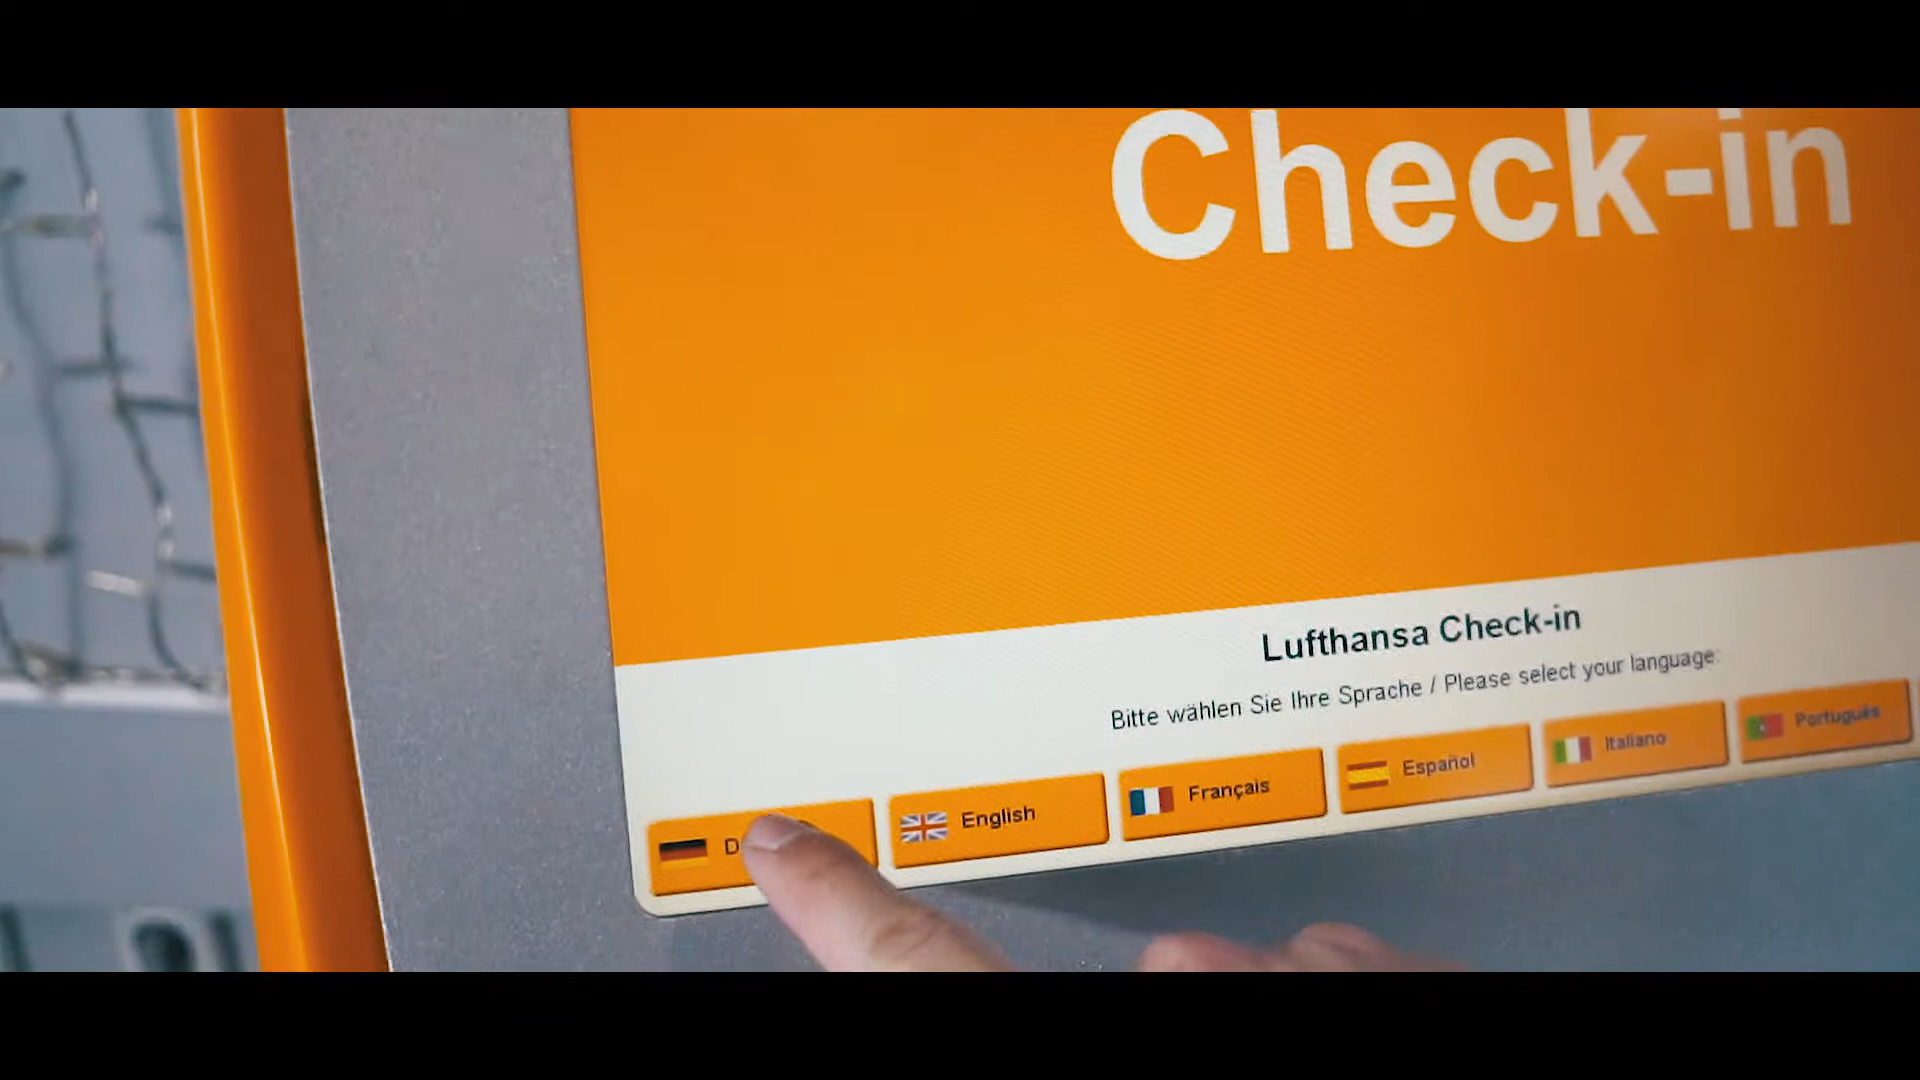 Check-in
Lufthansa Check-in
Bitte wählen Sie Ihre Sprache / Please select your language:
English
Français
Español
Italiano
Português